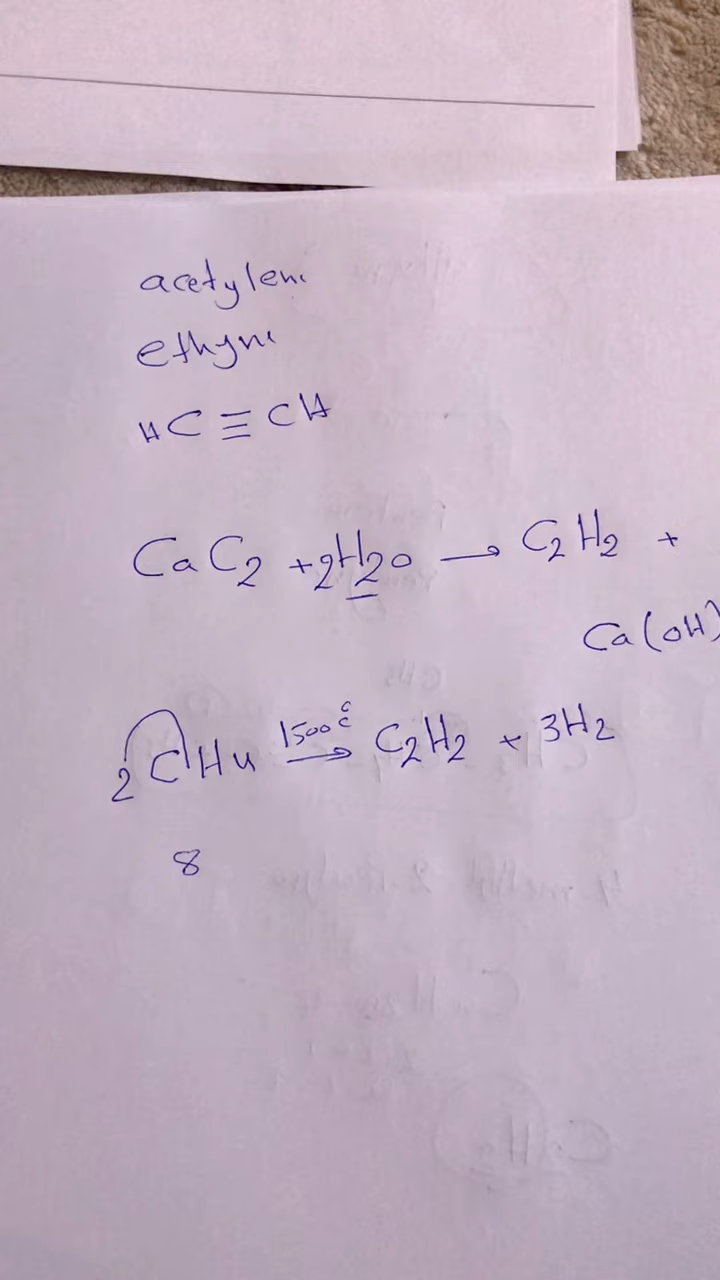 acetylene
ethyne
HC ≡ CH
CaC2 + 2H2O → C2H2 +
Ca(OH)
2CH4 1500°C → C2H2 + 3H2
8